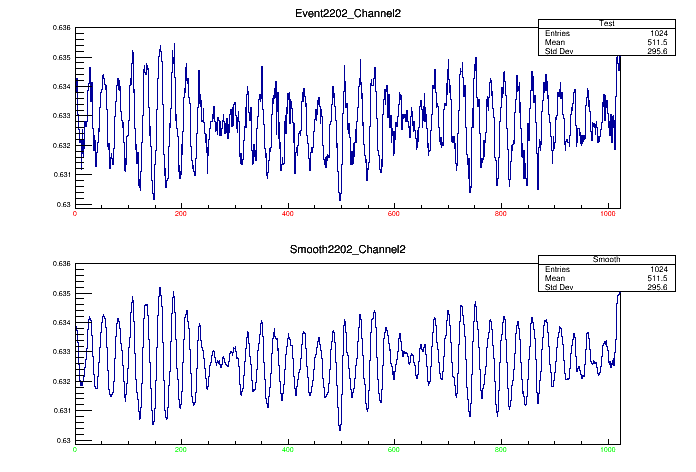 Event2202_Channel2
Test
Entries 1024
Mean 511.5
Std Dev 295.6
0.636
0.635
0.634
0.633
0.632
0.631
0.63
0 200 400 600 800 1000
Smooth2202_Channel2
Smooth
Entries 1024
Mean 511.5
Std Dev 295.6
0.636
0.635
0.634
0.633
0.632
0.631
0.63
0 200 400 600 800 1000